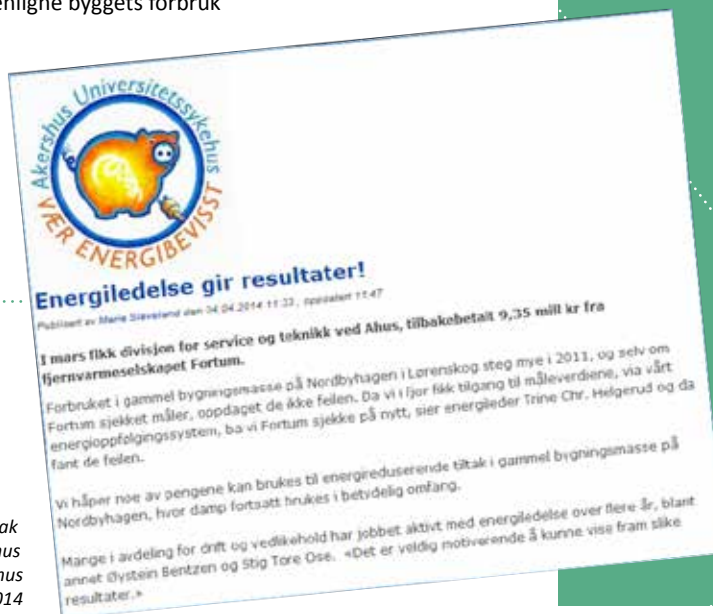 enligne byggets forbruk
Akershus Universitetssykehus
VÆR ENERGIBEVISST
Energiledelse gir resultater!
Publisert av Marie Sleveland den 04.04.2014 11:33, oppdatert 11:47
I mars fikk divisjon for service og teknikk ved Ahus, tilbakebetalt 9,35 mill kr fra
fjernvarmeselskapet Fortum.
Forbruket i gammel bygningsmasse på Nordbyhagen i Lørenskog steg mye i 2011, og selv om
Fortum sjekket måler, oppdaget de ikke feilen. Da vi i fjor fikk tilgang til måleverdiene, via vårt
energioppfølgingssystem, ba vi Fortum sjekke på nytt, sier energileder Trine Chr. Helgerud og da
fant de feilen.
Vi håper noe av pengene kan brukes til energireduserende tiltak i gammel bygningsmasse på
Nordbyhagen, hvor damp fortsatt brukes i betydelig omfang.
Mange i avdeling for drift og vedlikehold har jobbet aktivt med energiledelse over flere år, blant
annet Øystein Bentzen og Stig Tore Ose. «Det er veldig motiverende å kunne vise fram slike
resultater.»
ak
hus
hus
014